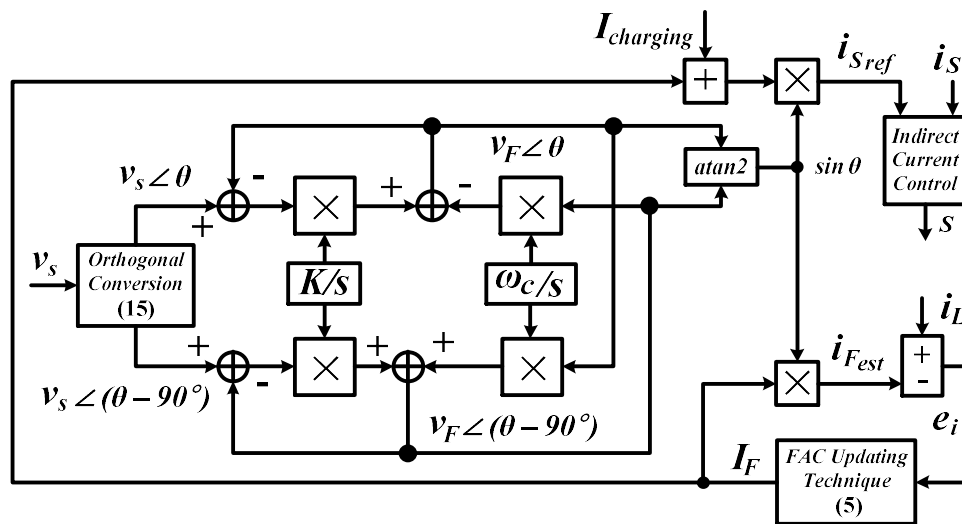 I_charging
i_Sref
i_S
+
×
Indirect
Current
Control
s
v_F∠θ
atan2
sin θ
v_s∠θ
-
+
×
+
-
×
v_s
Orthogonal
Conversion
(15)
K/s
ω_c/s
+
-
×
+
+
×
v_s∠(θ−90°)
v_F∠(θ−90°)
×
i_Fest
i_L
+
-
e_i
I_F
FAC Updating
Technique
(5)